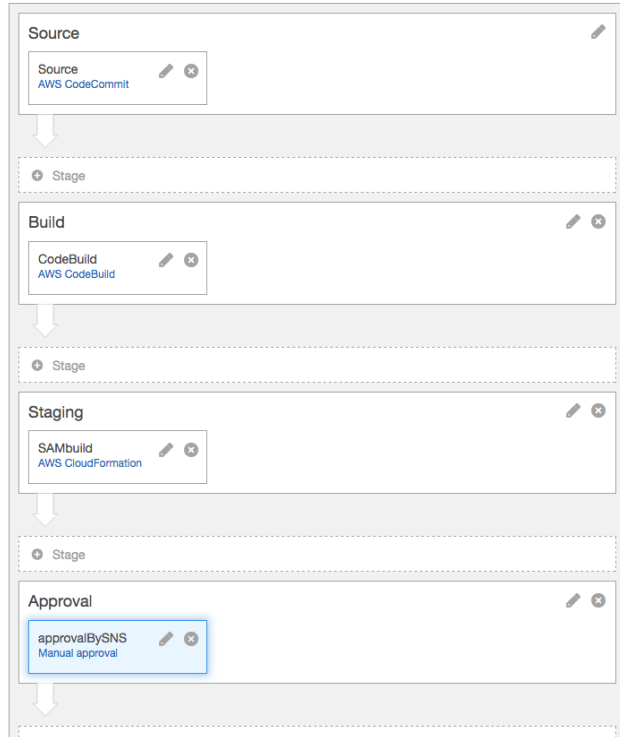 Source
Source
AWS CodeCommit
Stage
Build
CodeBuild
AWS CodeBuild
Stage
Staging
SAMbuild
AWS CloudFormation
Stage
Approval
approvalBySNS
Manual approval